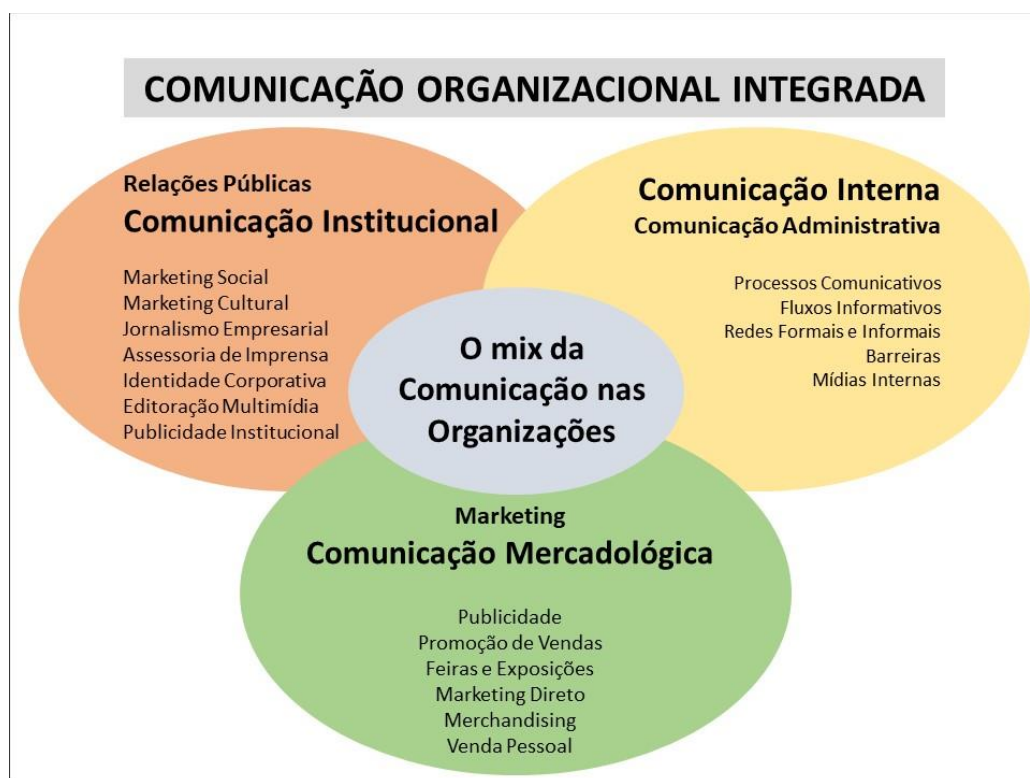 COMUNICAÇÃO ORGANIZACIONAL INTEGRADA
Relações Públicas
Comunicação Institucional
Marketing Social
Marketing Cultural
Jornalismo Empresarial
Assessoria de Imprensa
Identidade Corporativa
Editoração Multimídia
Publicidade Institucional
Comunicação Interna
Comunicação Administrativa
Processos Comunicativos
Fluxos Informativos
Redes Formais e Informais
Barreiras
Mídias Internas
O mix da
Comunicação nas
Organizações
Marketing
Comunicação Mercadológica
Publicidade
Promoção de Vendas
Feiras e Exposições
Marketing Direto
Merchandising
Venda Pessoal